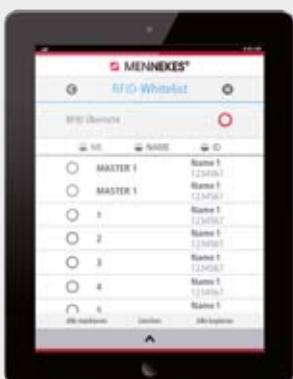 MENNEKES®
RFID-Whitelist
RFID Übersicht
NR. NAME ID
MASTER 1 Name 1
1234567
MASTER 1 Name 1
1234567
1 Name 1
1234567
2 Name 1
1234567
3 Name 1
1234567
4 Name 1
1234567
5 Name 1
Alle markieren Löschen Alle kopieren